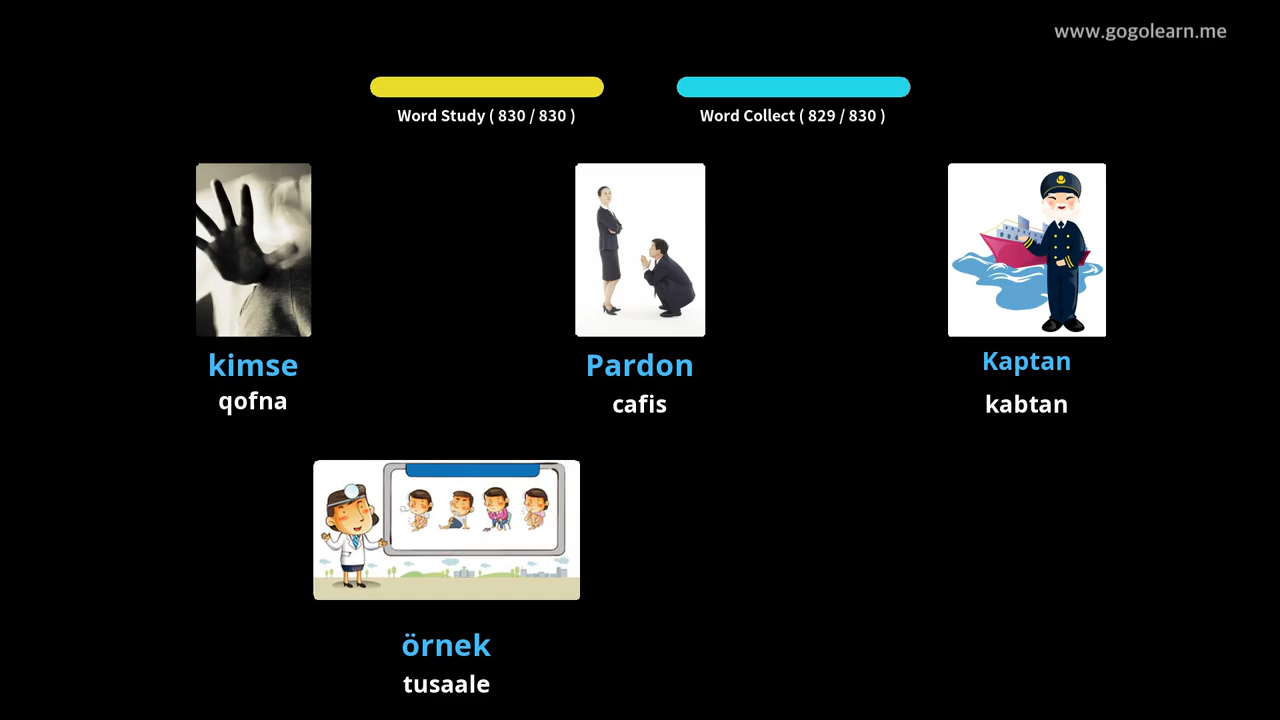 www.gogolearn.me
Word Study ( 830 / 830 )
Word Collect ( 829 / 830 )
kimse
qofna
Pardon
cafis
Kaptan
kabtan
örnek
tusaale